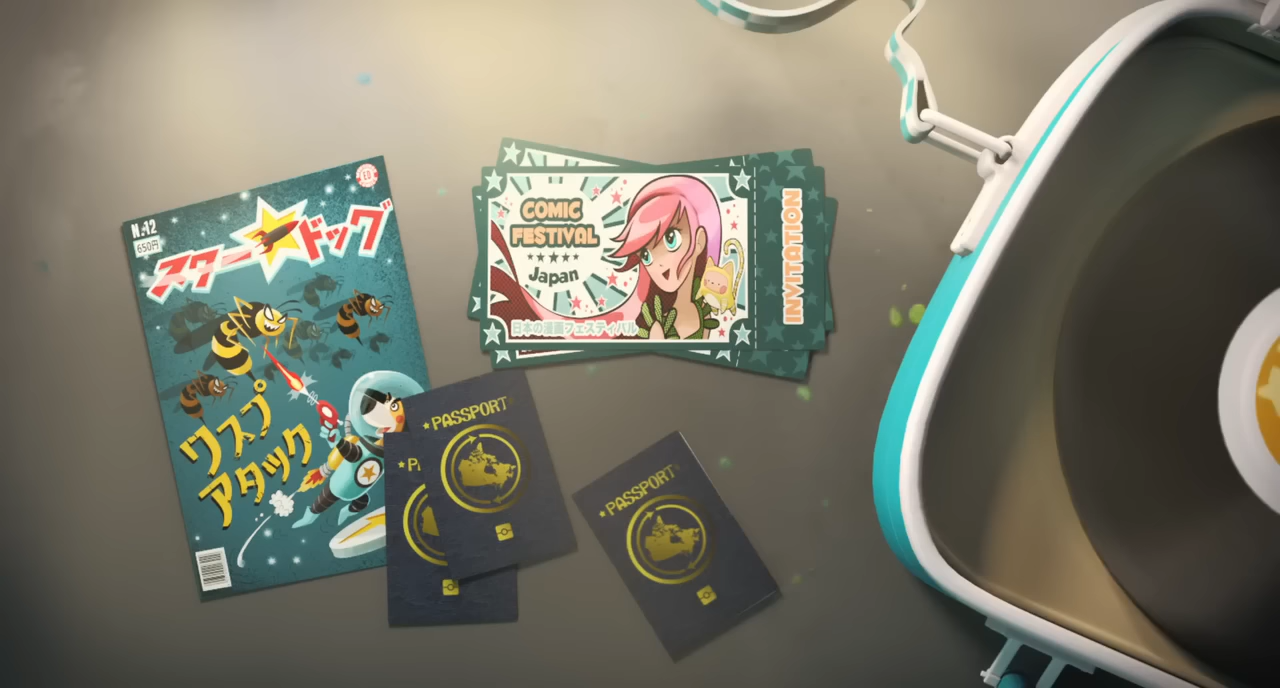 N.12
650円
スター★ドッグ
ワスプ
アタック
COMIC
FESTIVAL
★★★★★
Japan
日本の漫画フェスティバル
INVITATION
★PASSPORT★
★P
★PASSPORT★